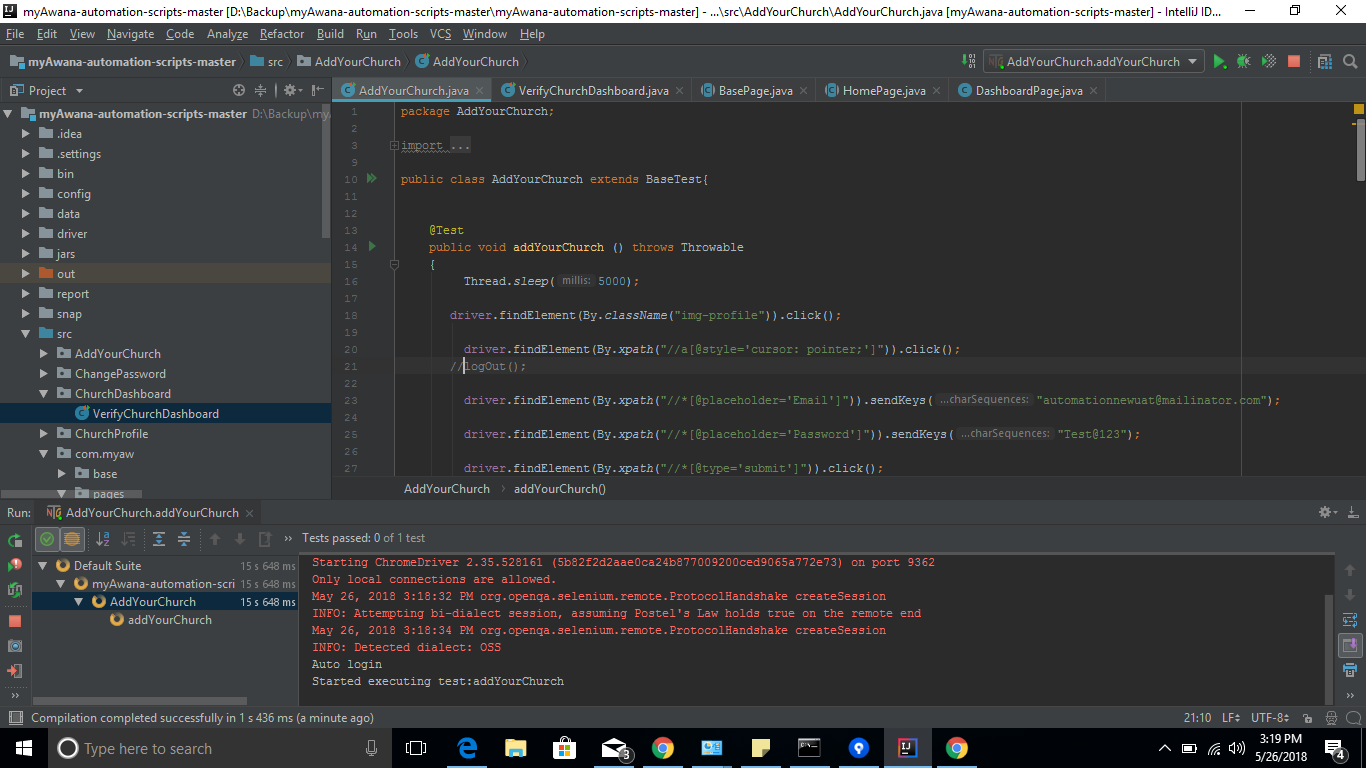 myAwana-automation-scripts-master [D:\Backup\myAwana-automation-scripts-master\myAwana-automation-scripts-master] - ...\src\AddYourChurch\AddYourChurch.java [myAwana-automation-scripts-master] - IntelliJ ID...
File Edit View Navigate Code Analyze Refactor Build Run Tools VCS Window Help
myAwana-automation-scripts-master src AddYourChurch AddYourChurch AddYourChurch.addYourChurch
Project
AddYourChurch.java VerifyChurchDashboard.java BasePage.java HomePage.java DashboardPage.java
myAwana-automation-scripts-master D:\Backup\my
.idea
.settings
bin
config
data
driver
jars
out
report
snap
src
AddYourChurch
ChangePassword
ChurchDashboard
VerifyChurchDashboard
ChurchProfile
com.myaw
base
pages
1 package AddYourChurch;
2
3 import ...
9
10 public class AddYourChurch extends BaseTest{
11
12
13 @Test
14 public void addYourChurch () throws Throwable
15 {
16 Thread.sleep( millis: 5000);
17
18 driver.findElement(By.className("img-profile")).click();
19
20 driver.findElement(By.xpath("//a[@style='cursor: pointer;']")).click();
21 //logOut();
22
23 driver.findElement(By.xpath("//*[@placeholder='Email']")).sendKeys( ...charSequences: "automationnewuat@mailinator.com");
24
25 driver.findElement(By.xpath("//*[@placeholder='Password']")).sendKeys( ...charSequences: "Test@123");
26
27 driver.findElement(By.xpath("//*[@type='submit']")).click();
AddYourChurch addYourChurch()
Run: AddYourChurch.addYourChurch
Tests passed: 0 of 1 test
Default Suite 15 s 648 ms
myAwana-automation-scri 15 s 648 ms
AddYourChurch 15 s 648 ms
addYourChurch
Starting ChromeDriver 2.35.528161 (5b82f2d2aae0ca24b877009200ced9065a772e73) on port 9362
Only local connections are allowed.
May 26, 2018 3:18:32 PM org.openqa.selenium.remote.ProtocolHandshake createSession
INFO: Attempting bi-dialect session, assuming Postel's Law holds true on the remote end
May 26, 2018 3:18:34 PM org.openqa.selenium.remote.ProtocolHandshake createSession
INFO: Detected dialect: OSS
Auto login
Started executing test:addYourChurch
Compilation completed successfully in 1 s 436 ms (a minute ago) 21:10 LF UTF-8
Type here to search
3
3:19 PM
5/26/2018
4